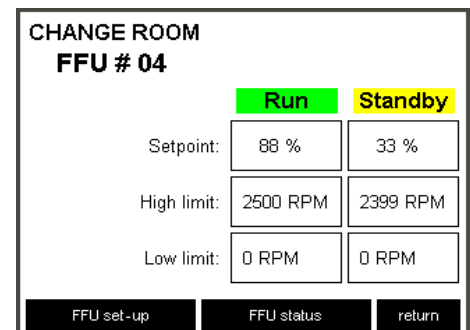 CHANGE ROOM
FFU # 04
Run Standby
Setpoint: 88 % 33 %
High limit: 2500 RPM 2399 RPM
Low limit: 0 RPM 0 RPM
FFU set-up FFU status return